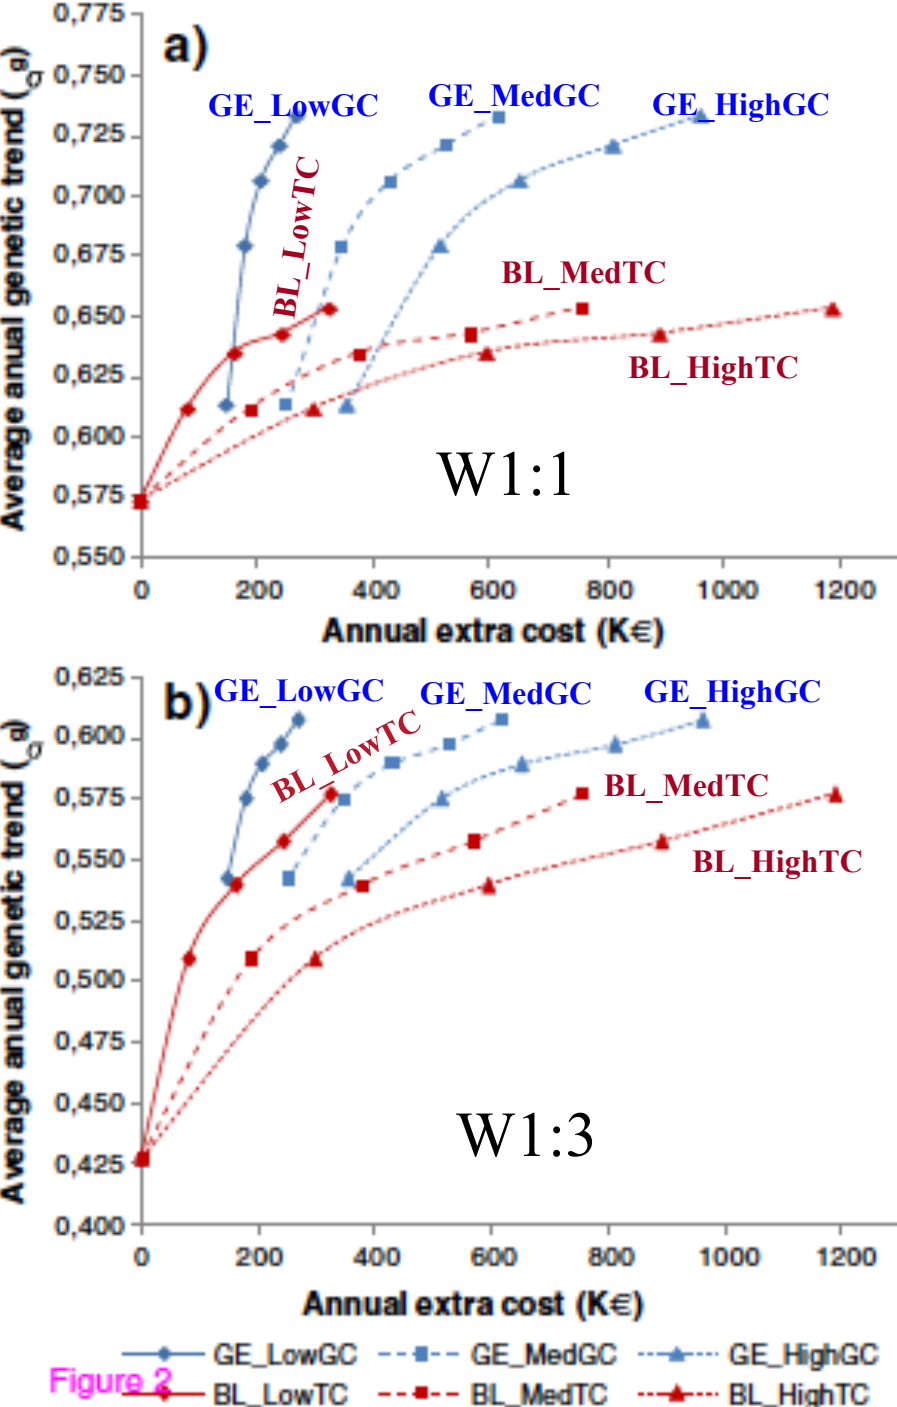 0,775
a)
0,750
GE_LowGC GE_MedGC GE_HighGC
0,725
0,700
BL_LowTC
0,675
BL_MedTC
0,650
BL_HighTC
0,625
0,600
W1:1
0,575
0,550
Average anual genetic trend (_g)
0 200 400 600 800 1000 1200
Annual extra cost (K€)
0,625
b) GE_LowGC GE_MedGC GE_HighGC
0,600
BL_LowTC
0,575
BL_MedTC
0,550
BL_HighTC
0,525
0,500
0,475
0,450
W1:3
0,425
0,400
Average anual genetic trend (_g)
0 200 400 600 800 1000 1200
Annual extra cost (K€)
GE_LowGC GE_MedGC GE_HighGC
Figure 2
BL_LowTC BL_MedTC BL_HighTC